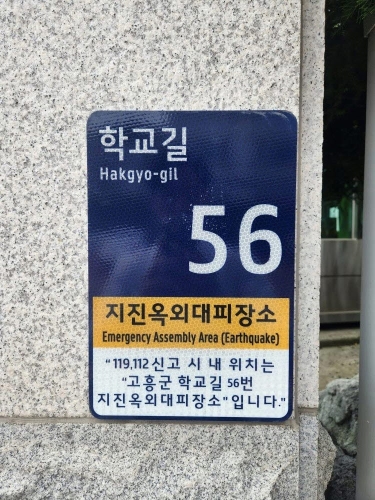 학교길
Hakgyo-gil
56
지진옥외대피장소
Emergency Assembly Area (Earthquake)
"119,112 신고 시 내 위치는
"고흥군 학교길 56번
지진옥외대피장소" 입니다."